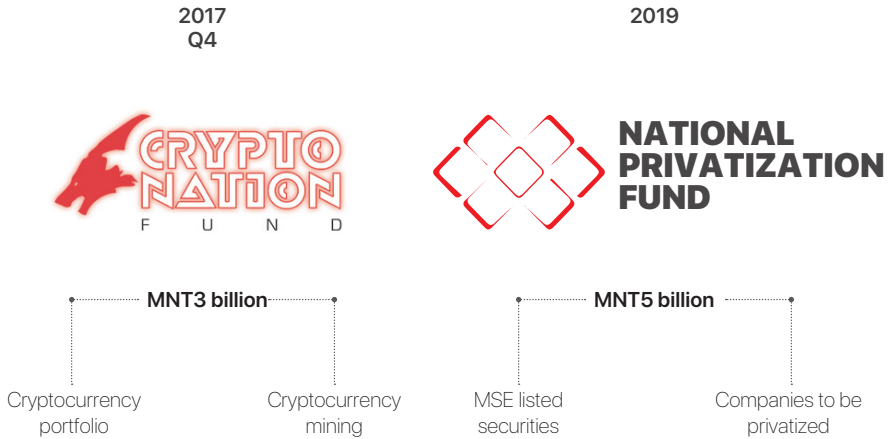 2017
Q4
2019
CRYPTO
NATION
FUND
NATIONAL
PRIVATIZATION
FUND
MNT3 billion
MNT5 billion
Cryptocurrency
portfolio
Cryptocurrency
mining
MSE listed
securities
Companies to be
privatized